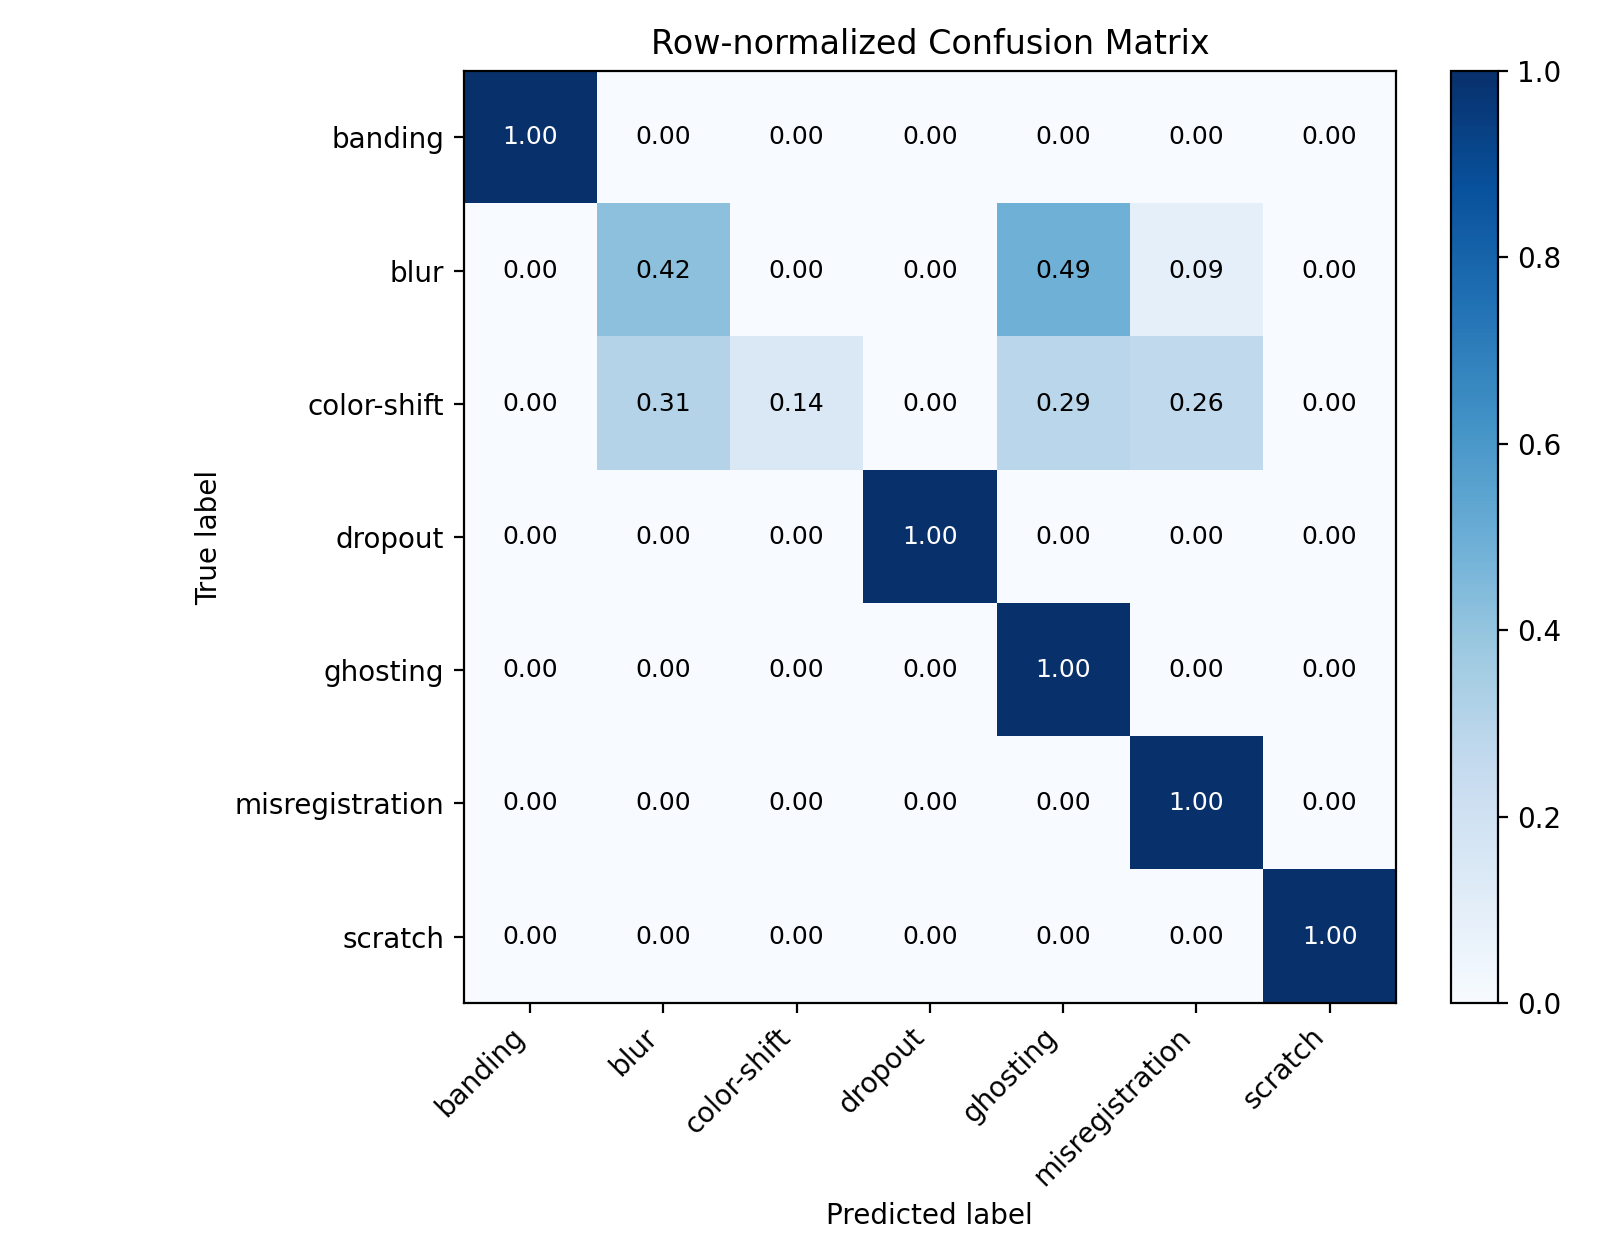 Row-normalized Confusion Matrix
banding 1.00 0.00 0.00 0.00 0.00 0.00 0.00
blur 0.00 0.42 0.00 0.00 0.49 0.09 0.00
color-shift 0.00 0.31 0.14 0.00 0.29 0.26 0.00
dropout 0.00 0.00 0.00 1.00 0.00 0.00 0.00
ghosting 0.00 0.00 0.00 0.00 1.00 0.00 0.00
misregistration 0.00 0.00 0.00 0.00 0.00 1.00 0.00
scratch 0.00 0.00 0.00 0.00 0.00 0.00 1.00
True label
banding blur color-shift dropout ghosting misregistration scratch
Predicted label
1.0
0.8
0.6
0.4
0.2
0.0